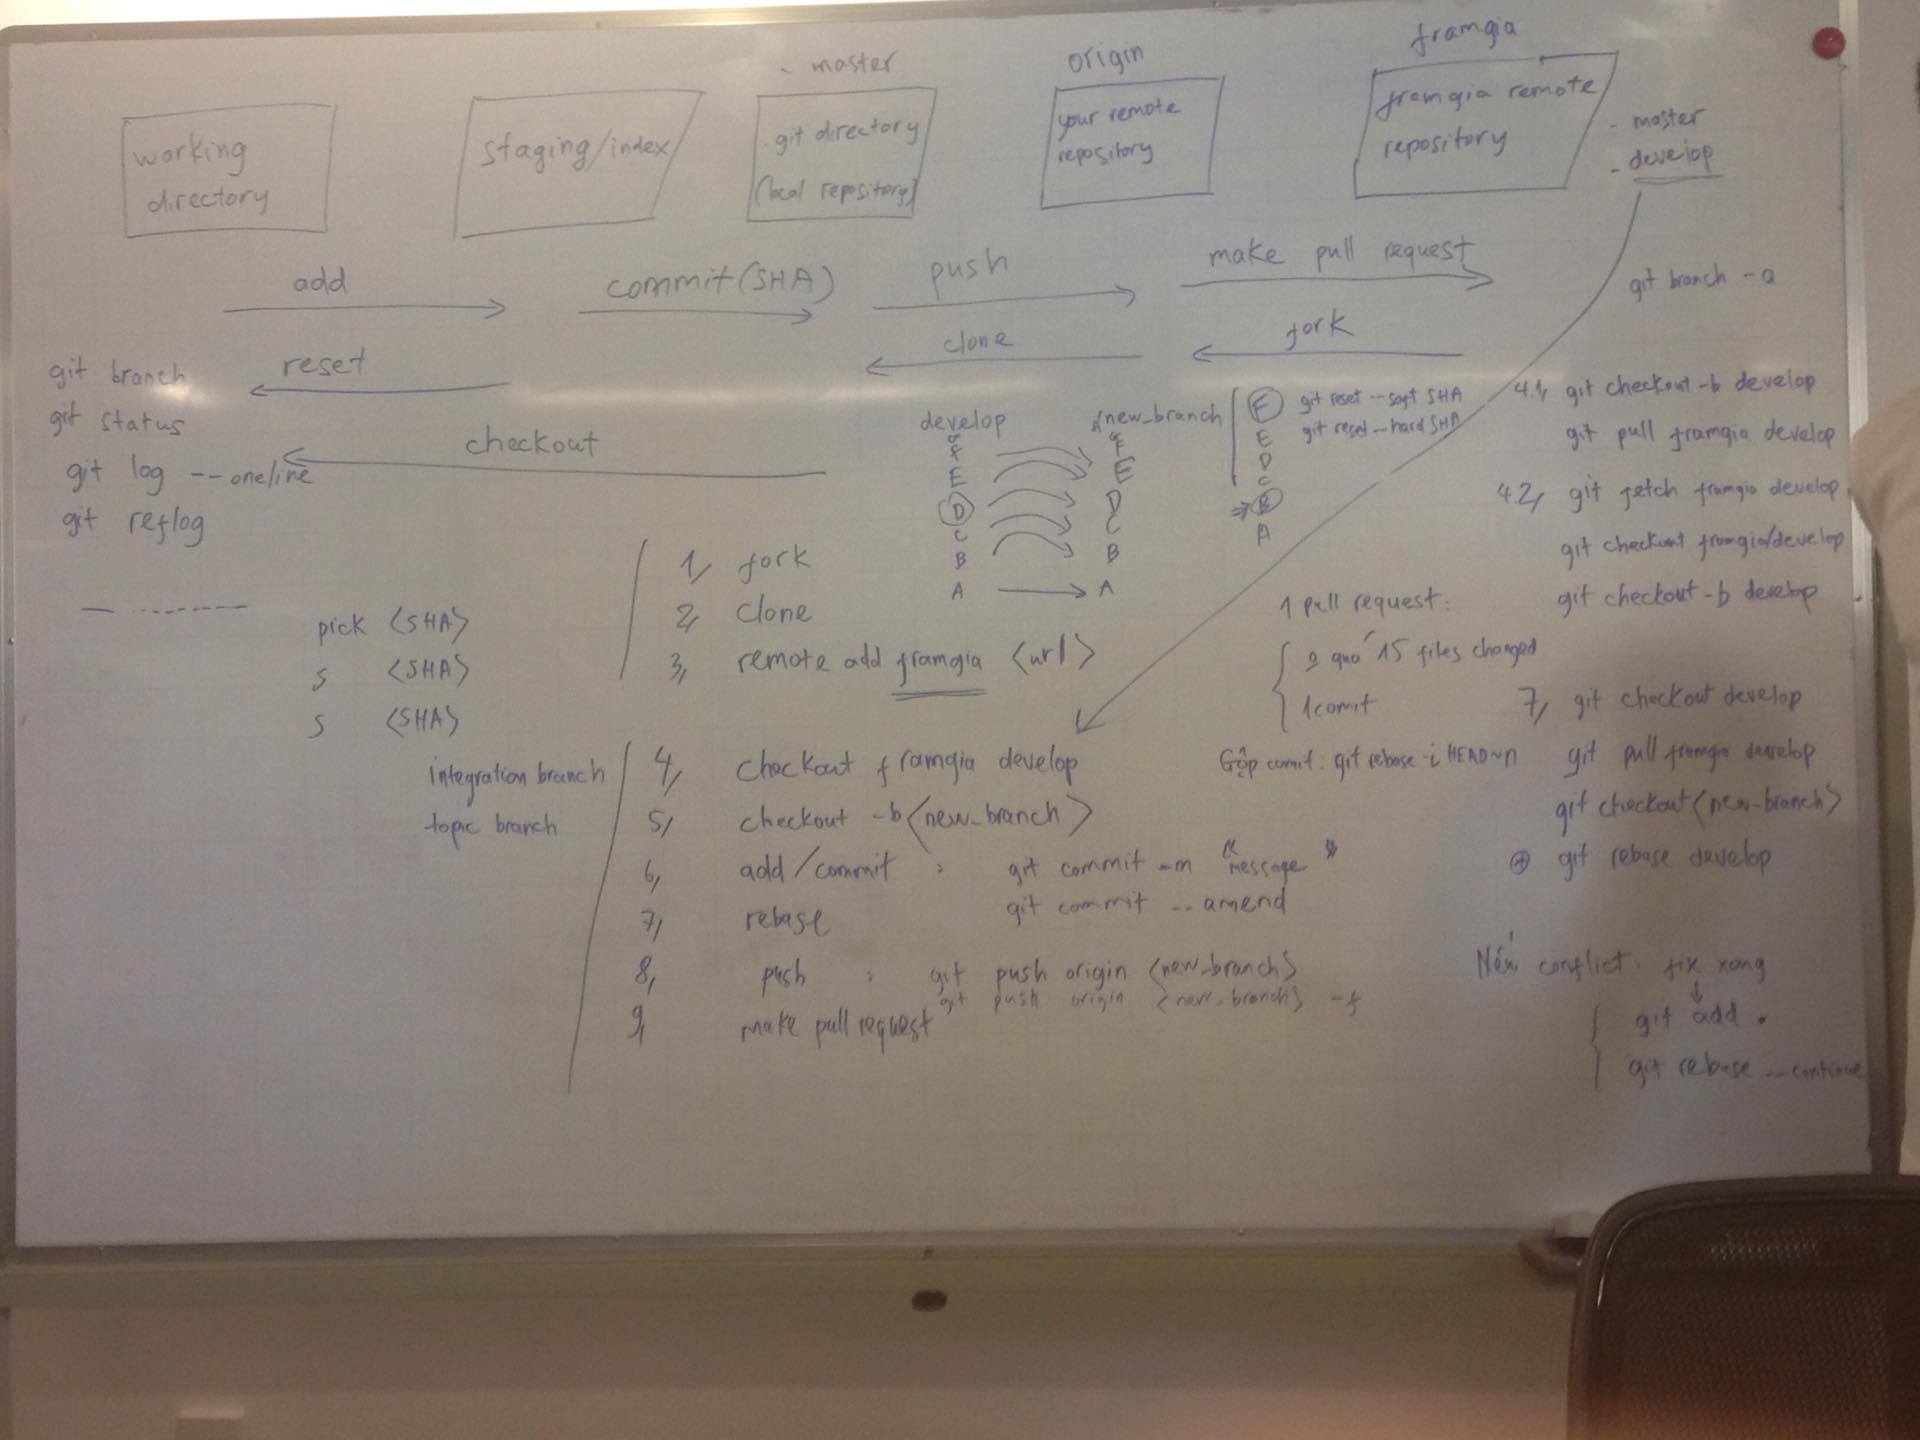 - master
origin
framgia
working
directory
staging/index
.git directory
(local repository)
your remote
repository
framgia remote
repository
- master
- develop
add
commit (SHA)
push
make pull request
git branch -a
reset
clone
fork
checkout
git branch
git status
git log --oneline
git reflog
develop
F
E
D
C
B
A
new_branch
F
E
D
C
B
A
F
E
D
C
B
A
git reset --soft SHA
git reset --hard SHA
4.1, git checkout -b develop
git pull framgia develop
4.2, git fetch framgia develop
git checkout framgia/develop
git checkout -b develop
pick <SHA>
s <SHA>
s <SHA>
1, fork
2, clone
3, remote add framgia <url>
integration branch
topic branch
4, checkout framgia develop
5, checkout -b <new_branch>
6, add/commit : git commit -m "message"
git commit --amend
7, rebase
8, push : git push origin <new_branch>
git push origin <new_branch> -f
9, make pull request
1 pull request:
quá 15 files changed
1 comit
Gộp comit: git rebase -i HEAD~n
7, git checkout develop
git pull framgia develop
git checkout <new-branch>
git rebase develop
Nếu conflict: fix xong
git add .
git rebase --continue